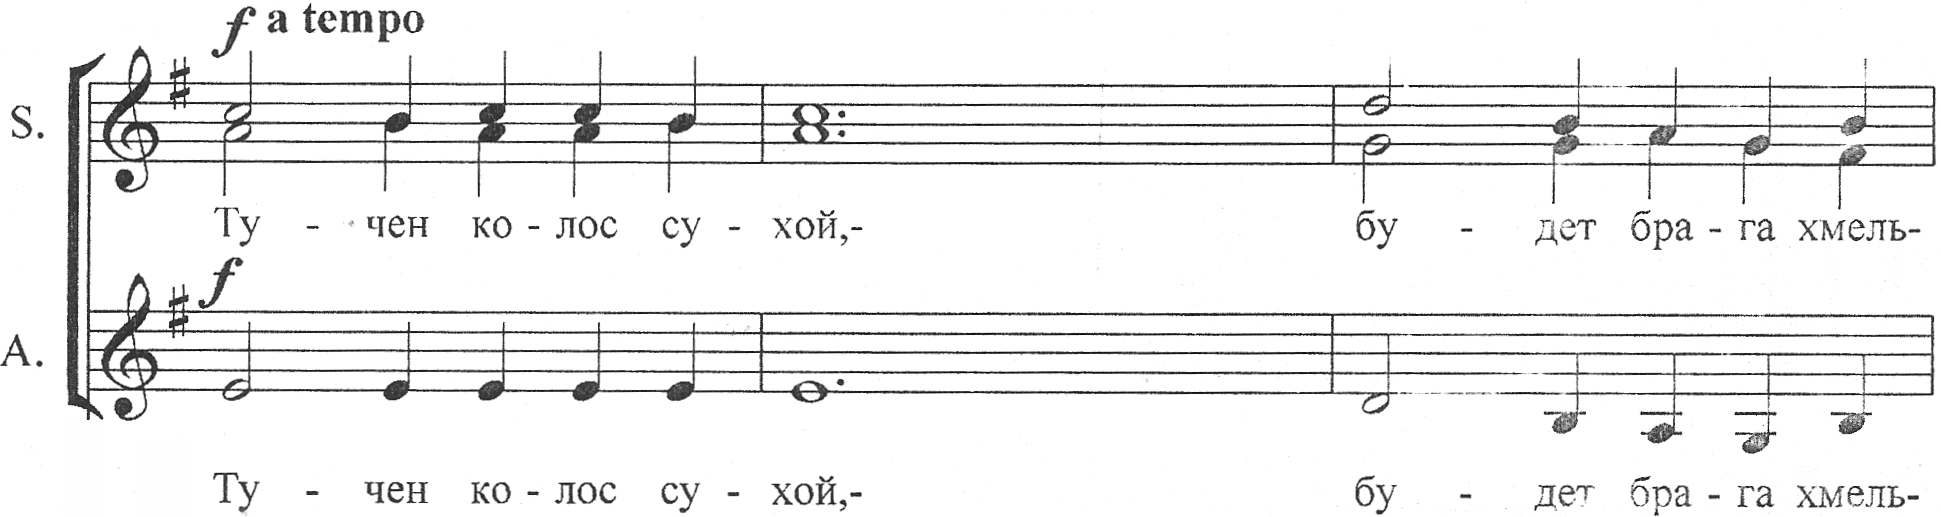 f a tempo
S.
Ту - чен ко - лос су - хой,- бу - дет бра - га хмель-
f
A.
Ту - чен ко - лос су - хой,- бу - дет бра - га хмель-